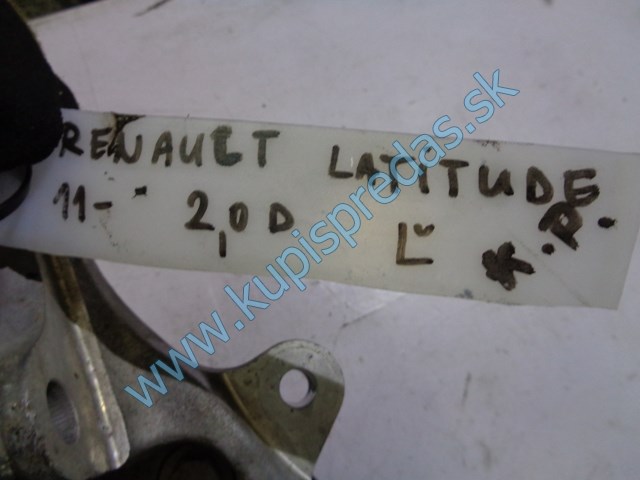 RENAULT LATITUDE
11- 2,0D Ľ K.P.
www.kupispredas.sk